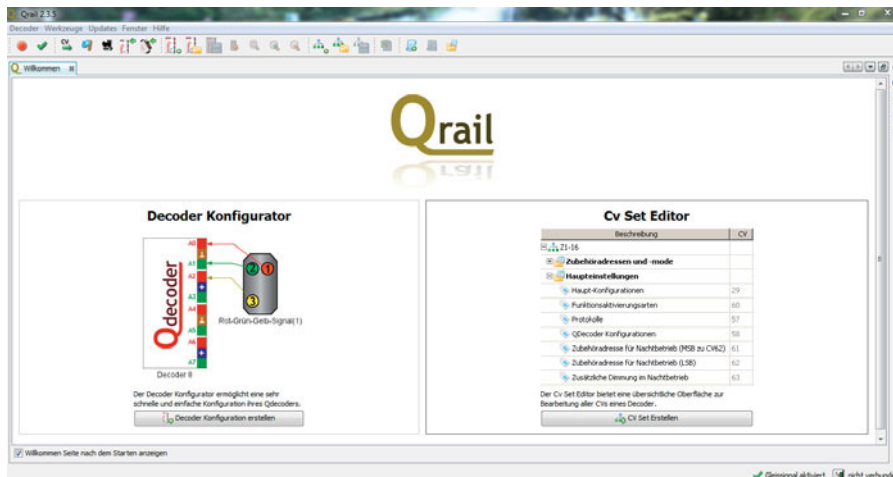 Qrail 2.3.5
Decoder Werkzeuge Updates Fenster Hilfe
Willkommen
Qrail
Decoder Konfigurator
Qdecoder
A0
A1
A2
A3
A4
A5
A6
A7
2 1
3
Rot-Grün-Gelb-Signal(1)
Decoder 8
Der Decoder Konfigurator ermöglicht eine sehr
schnelle und einfache Konfiguration ihres Qdecoders.
Decoder Konfiguration erstellen
Cv Set Editor
Beschreibung CV
Z1-16
Zubehöradressen und -mode
Haupteinstellungen
Haupt-Konfigurationen 29
Funktionsaktivierungsarten 60
Protokolle 57
QDecoder Konfigurationen 58
Zubehöradresse für Nachtbetrieb (MSB zu CV62) 61
Zubehöradresse für Nachtbetrieb (LSB) 62
Zusätzliche Dimmung im Nachtbetrieb 63
Der Cv Set Editor bietet eine übersichtliche Oberfläche zur
Bearbeitung aller CVs eines Decoder.
CV Set Erstellen
Willkommen Seite nach dem Starten anzeigen
Gleissignal aktiviert nicht verbunde